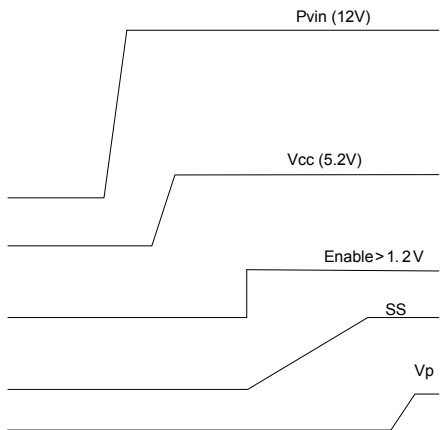 Pvin (12V)
Vcc (5.2V)
Enable>1.2V
SS
Vp